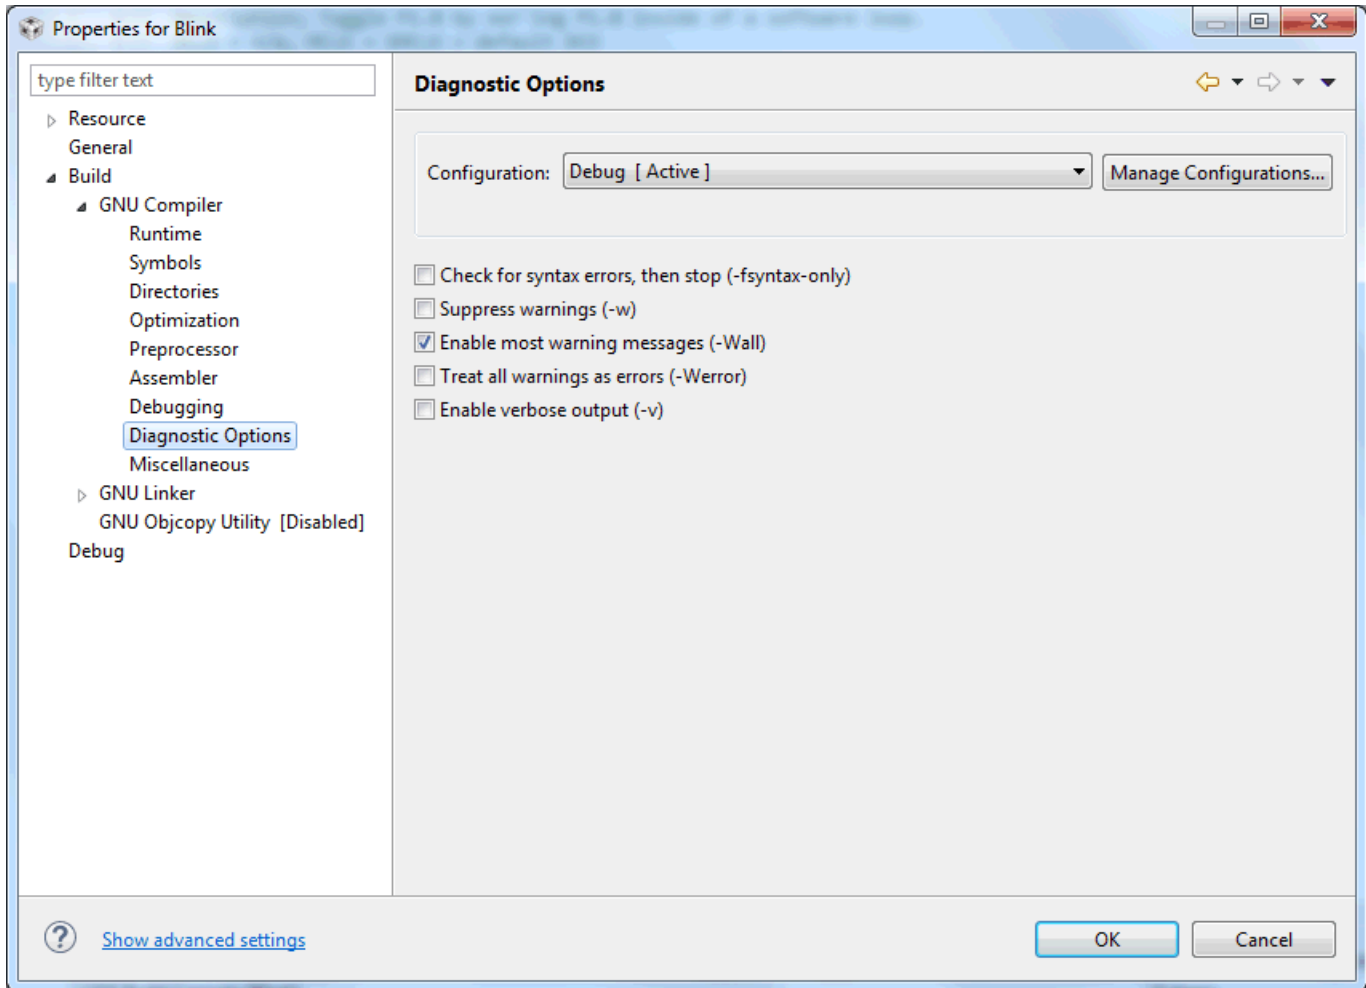 Properties for Blink
type filter text
Resource
General
Build
GNU Compiler
Runtime
Symbols
Directories
Optimization
Preprocessor
Assembler
Debugging
Diagnostic Options
Miscellaneous
GNU Linker
GNU Objcopy Utility [Disabled]
Debug
Diagnostic Options
Configuration:
Debug [ Active ]
Manage Configurations...
Check for syntax errors, then stop (-fsyntax-only)
Suppress warnings (-w)
Enable most warning messages (-Wall)
Treat all warnings as errors (-Werror)
Enable verbose output (-v)
Show advanced settings
OK
Cancel